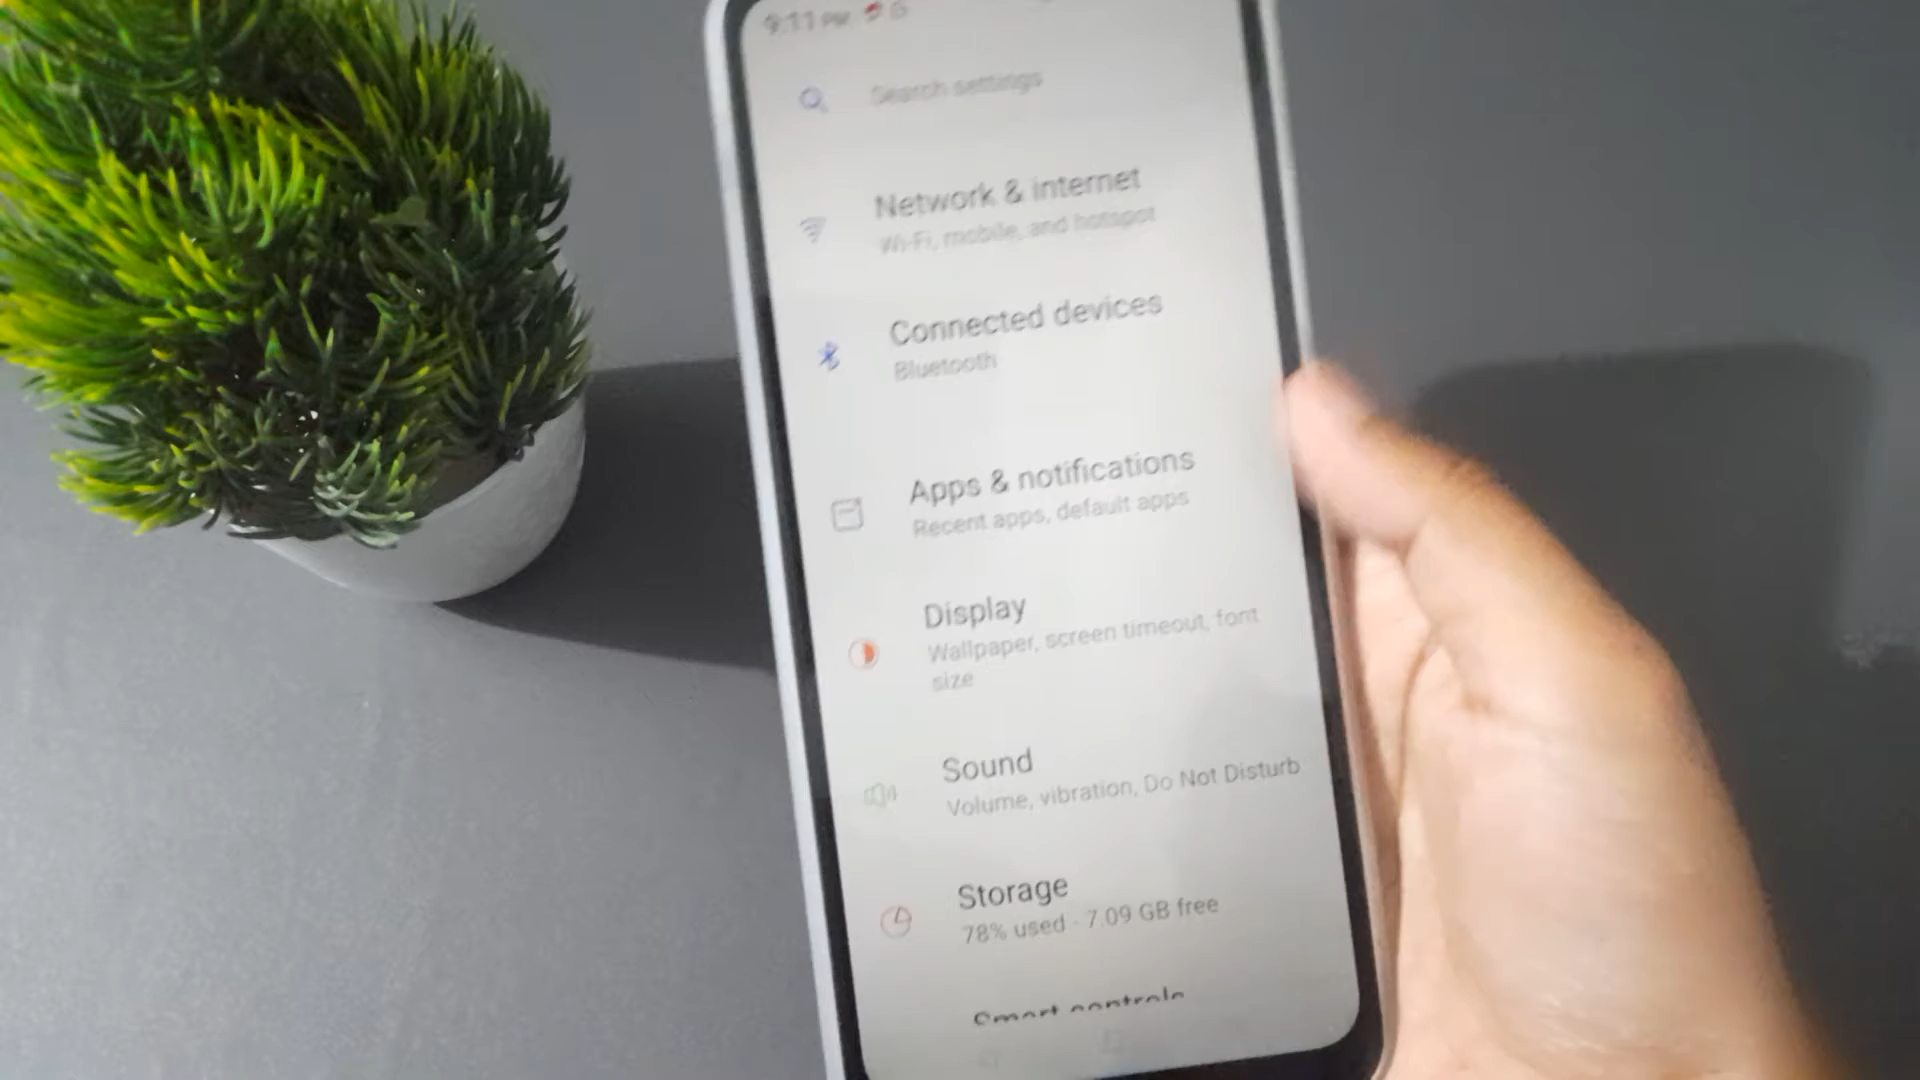 9:11 PM
Search settings
Network & internet
Wi-Fi, mobile, and hotspot
Connected devices
Bluetooth
Apps & notifications
Recent apps, default apps
Display
Wallpaper, screen timeout, font
size
Sound
Volume, vibration, Do Not Disturb
Storage
78% used · 7.09 GB free
Smart controls